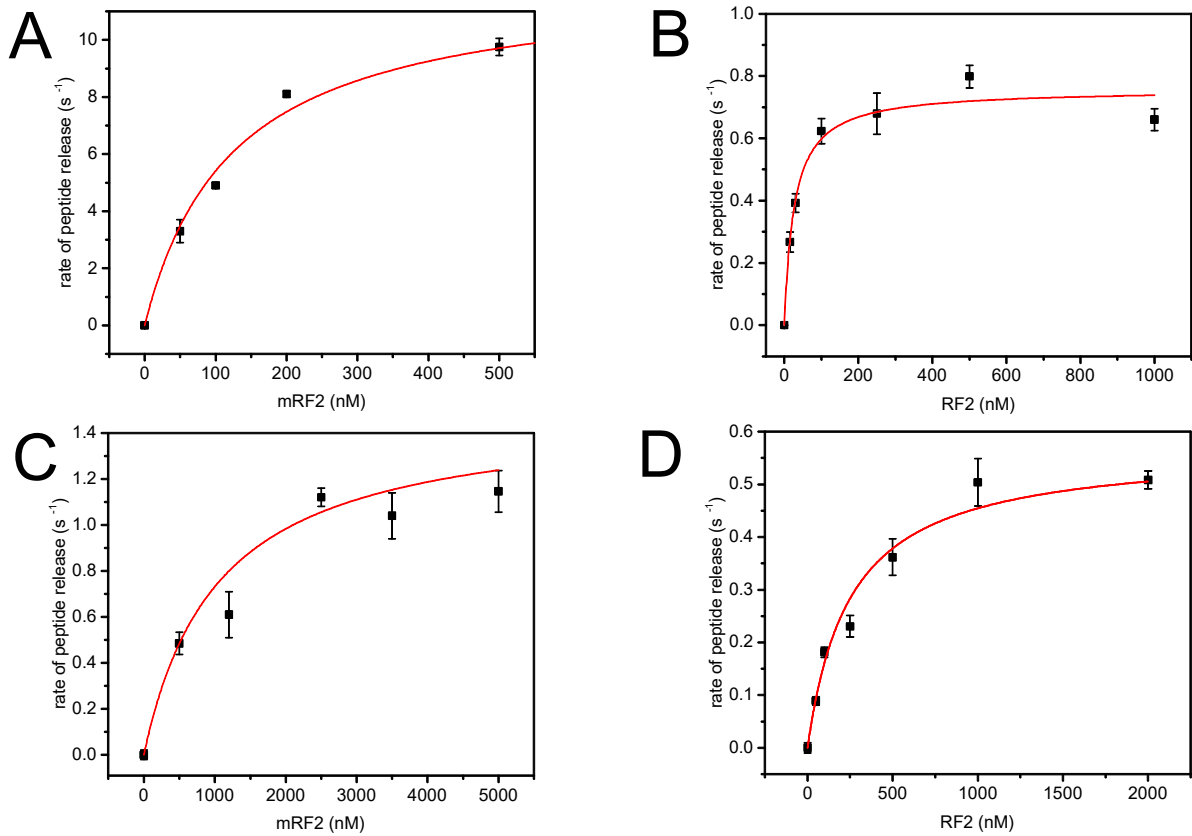 A
rate of peptide release (s -1)
10
8
6
4
2
0
0 100 200 300 400 500
mRF2 (nM)
B
rate of peptide release (s -1)
1.0
0.8
0.6
0.4
0.2
0.0
0 200 400 600 800 1000
RF2 (nM)
C
rate of peptide release (s -1)
1.4
1.2
1.0
0.8
0.6
0.4
0.2
0.0
0 1000 2000 3000 4000 5000
mRF2 (nM)
D
rate of peptide release (s -1)
0.6
0.5
0.4
0.3
0.2
0.1
0.0
0 500 1000 1500 2000
RF2 (nM)